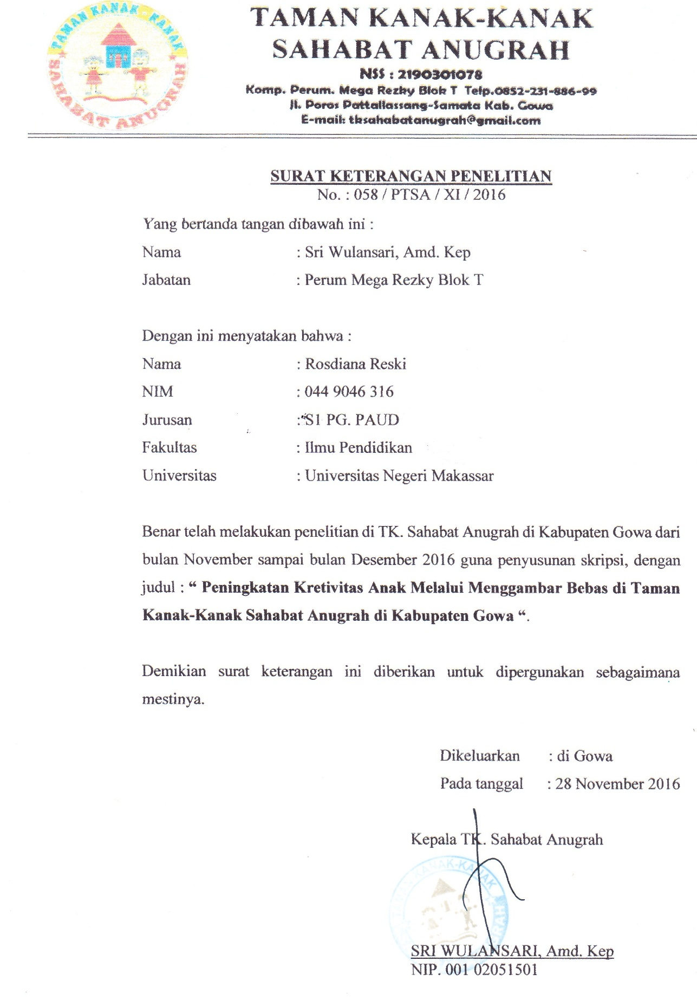 TAMAN KANAK-KANAK
SAHABAT ANUGRAH
TAMAN KANAK-KANAK
SAHABAT ANUGRAH
NSS : 2190301078
Komp. Perum. Mega Rezky Blok T Telp.0852-231-886-99
Jl. Poros Pattallassang-Samata Kab. Gowa
E-mail: tksahabatanugrah@gmail.com
SURAT KETERANGAN PENELITIAN
No. : 058 / PTSA / XI / 2016
Yang bertanda tangan dibawah ini :
Nama : Sri Wulansari, Amd. Kep
Jabatan : Perum Mega Rezky Blok T
Dengan ini menyatakan bahwa :
Nama : Rosdiana Reski
NIM : 044 9046 316
Jurusan : S1 PG. PAUD
Fakultas : Ilmu Pendidikan
Universitas : Universitas Negeri Makassar
Benar telah melakukan penelitian di TK. Sahabat Anugrah di Kabupaten Gowa dari
bulan November sampai bulan Desember 2016 guna penyusunan skripsi, dengan
judul : “ Peningkatan Kretivitas Anak Melalui Menggambar Bebas di Taman
Kanak-Kanak Sahabat Anugrah di Kabupaten Gowa “.
Demikian surat keterangan ini diberikan untuk dipergunakan sebagaimana
mestinya.
Dikeluarkan : di Gowa
Pada tanggal : 28 November 2016
Kepala TK. Sahabat Anugrah
TAMAN KANAK-KANAK
SRI WULANSARI, Amd. Kep
NIP. 001 02051501